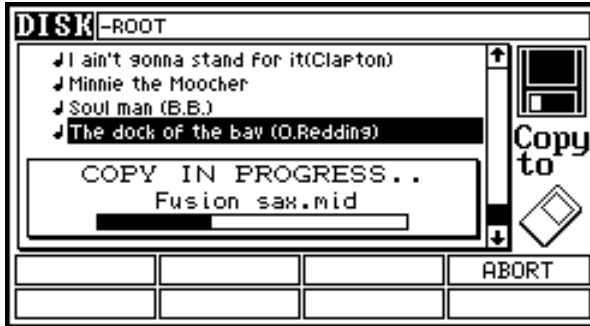 DISK -ROOT
I ain't gonna stand for it(Clapton)
Minnie the Moocher
Soul man (B.B.)
The dock of the bay (O.Redding)
Copy
to
COPY IN PROGRESS..
Fusion sax.mid
ABORT